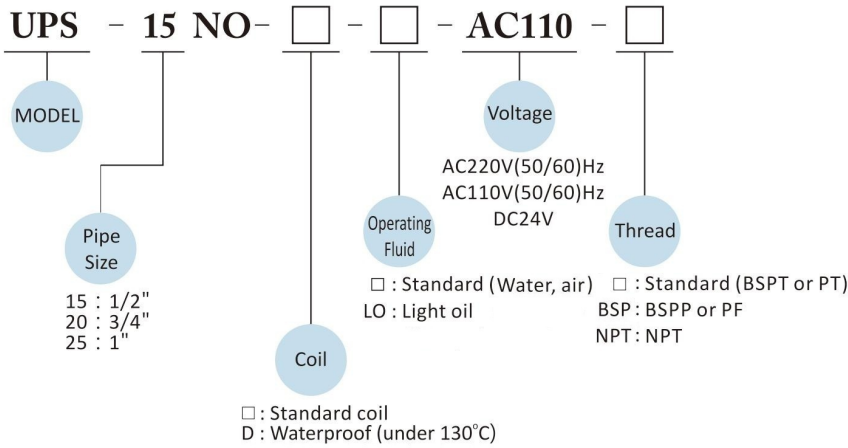 UPS - 15 NO- □ - □ - AC110 - □
MODEL
Voltage
AC220V(50/60)Hz
AC110V(50/60)Hz
DC24V
Pipe
Size
15 : 1/2"
20 : 3/4"
25 : 1"
Operating
Fluid
□ : Standard (Water, air)
LO : Light oil
Thread
□ : Standard (BSPT or PT)
BSP : BSPP or PF
NPT : NPT
Coil
□ : Standard coil
D : Waterproof (under 130°C)